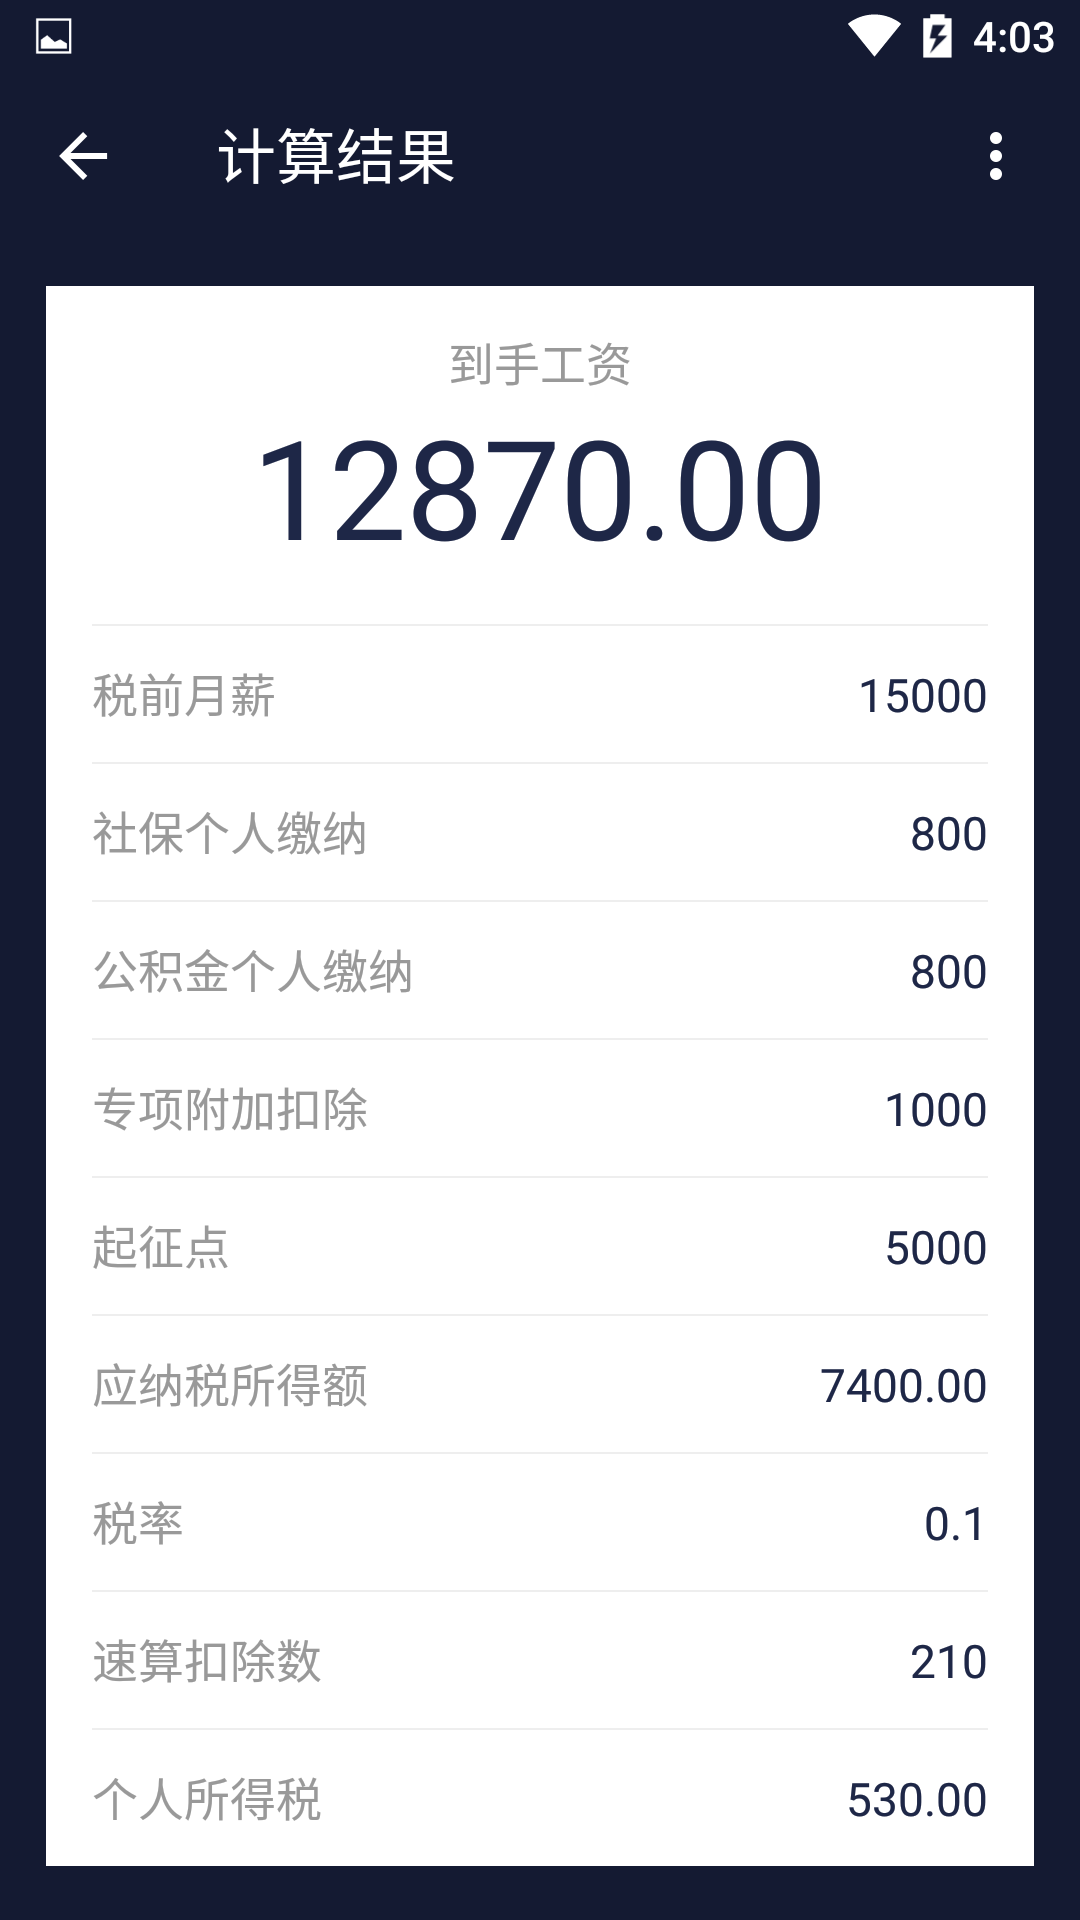 4:03
计算结果
到手工资
12870.00
税前月薪 15000
社保个人缴纳 800
公积金个人缴纳 800
专项附加扣除 1000
起征点 5000
应纳税所得额 7400.00
税率 0.1
速算扣除数 210
个人所得税 530.00